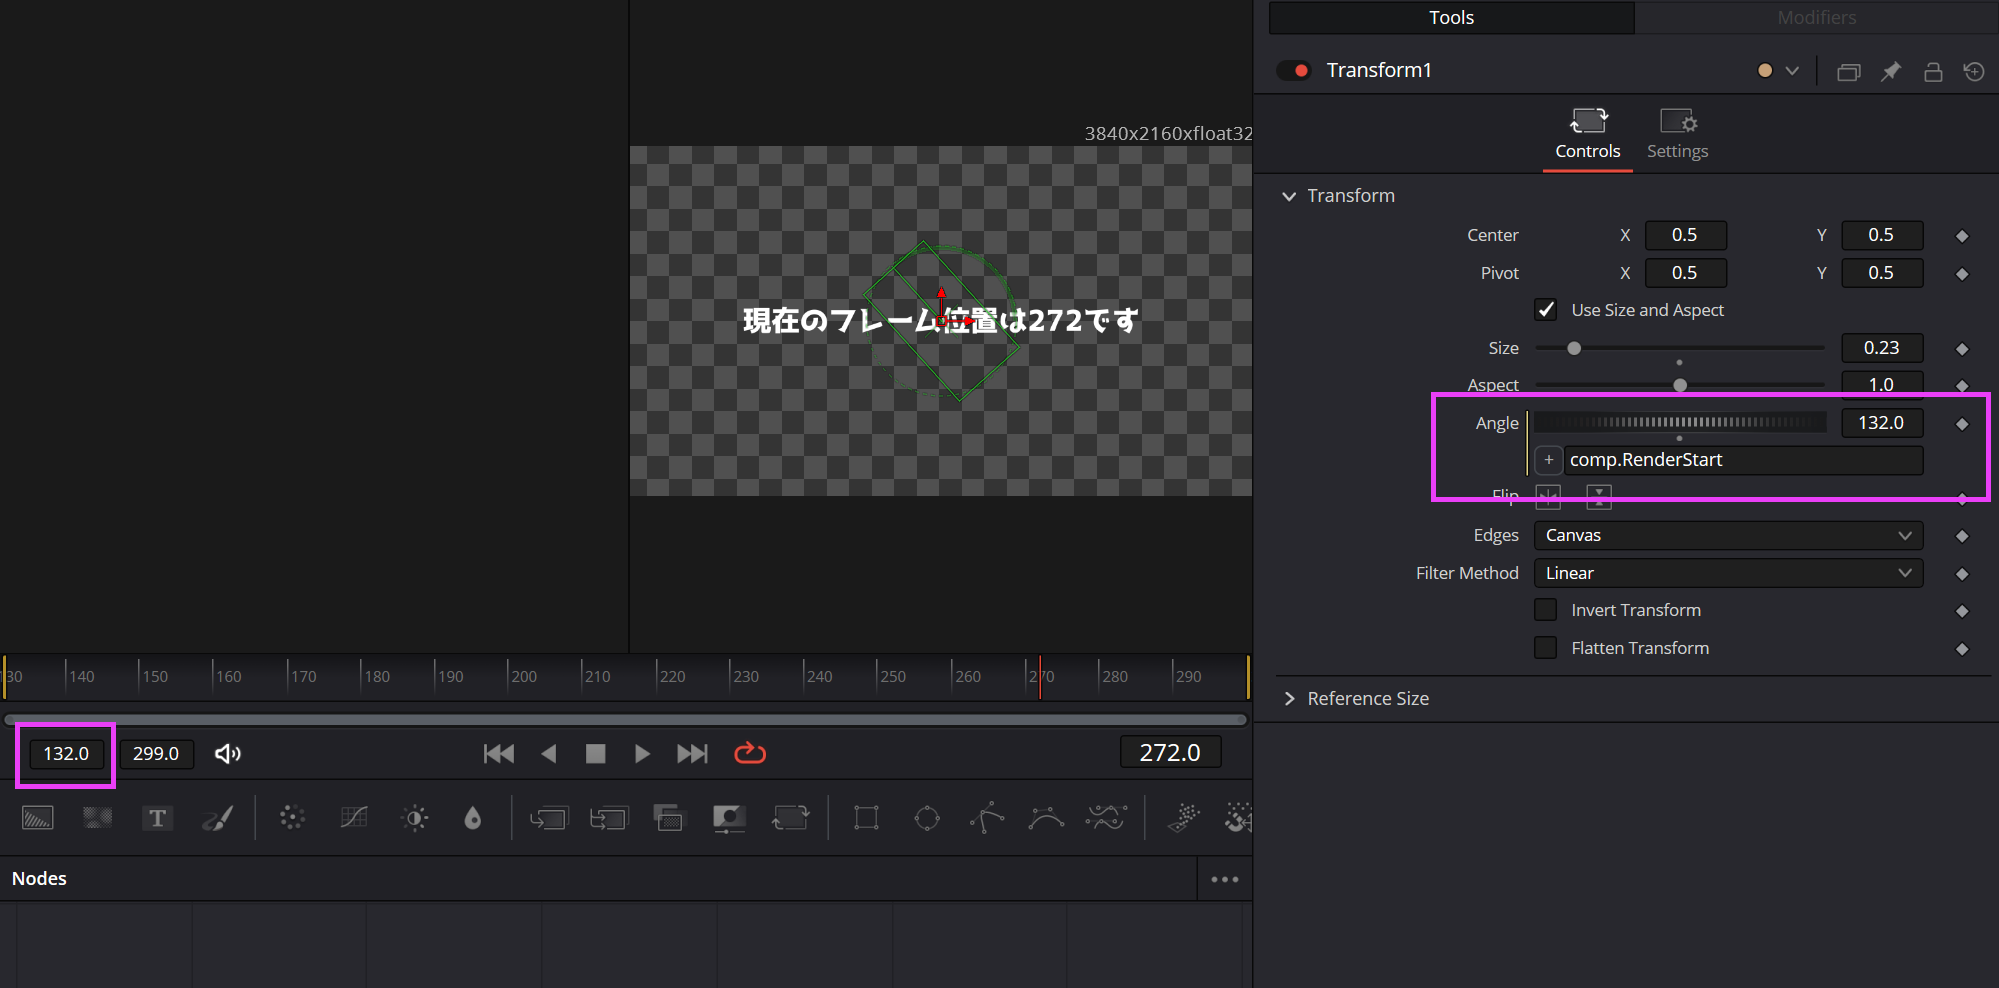 Tools
Modifiers
Transform1
3840x2160xfloat32
Controls
Settings
Transform
Center X 0.5 Y 0.5
Pivot X 0.5 Y 0.5
Use Size and Aspect
現在のフレーム位置は272です
Size 0.23
Aspect 1.0
Angle 132.0
+ comp.RenderStart
Flip
Edges Canvas
Filter Method Linear
Invert Transform
Flatten Transform
Reference Size
30 140 150 160 170 180 190 200 210 220 230 240 250 260 270 280 290
132.0 299.0 272.0
T
Nodes